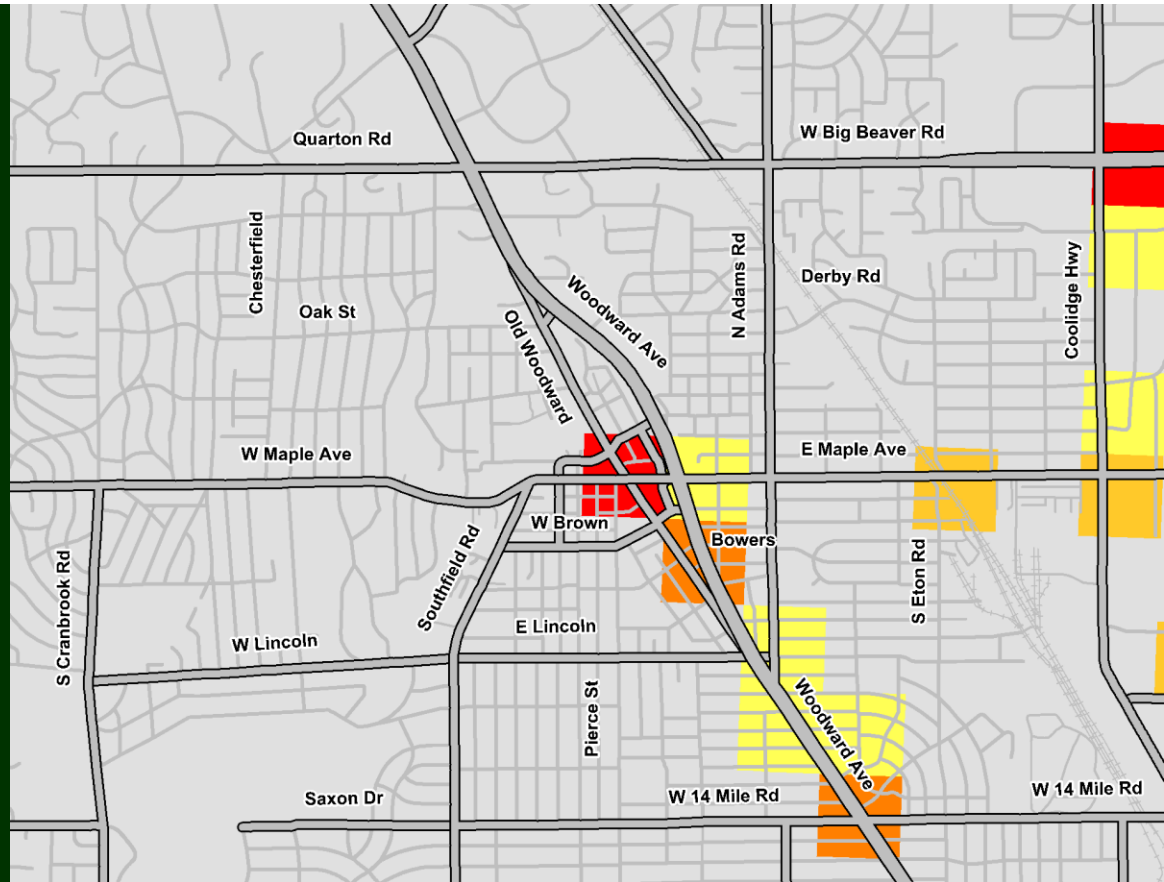 W Big Beaver Rd
Quarton Rd
Chesterfield
N Adams Rd
Coolidge Hwy
Derby Rd
Woodward Ave
Oak St
Old Woodward
E Maple Ave
W Maple Ave
W Brown
Bowers
S Cranbrook Rd
Southfield Rd
S Eton Rd
E Lincoln
W Lincoln
Pierce St
Woodward Ave
W 14 Mile Rd
W 14 Mile Rd
Saxon Dr